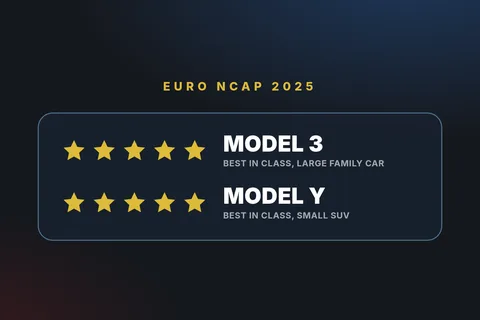 EURO NCAP 2025
MODEL 3
BEST IN CLASS, LARGE FAMILY CAR
MODEL Y
BEST IN CLASS, SMALL SUV